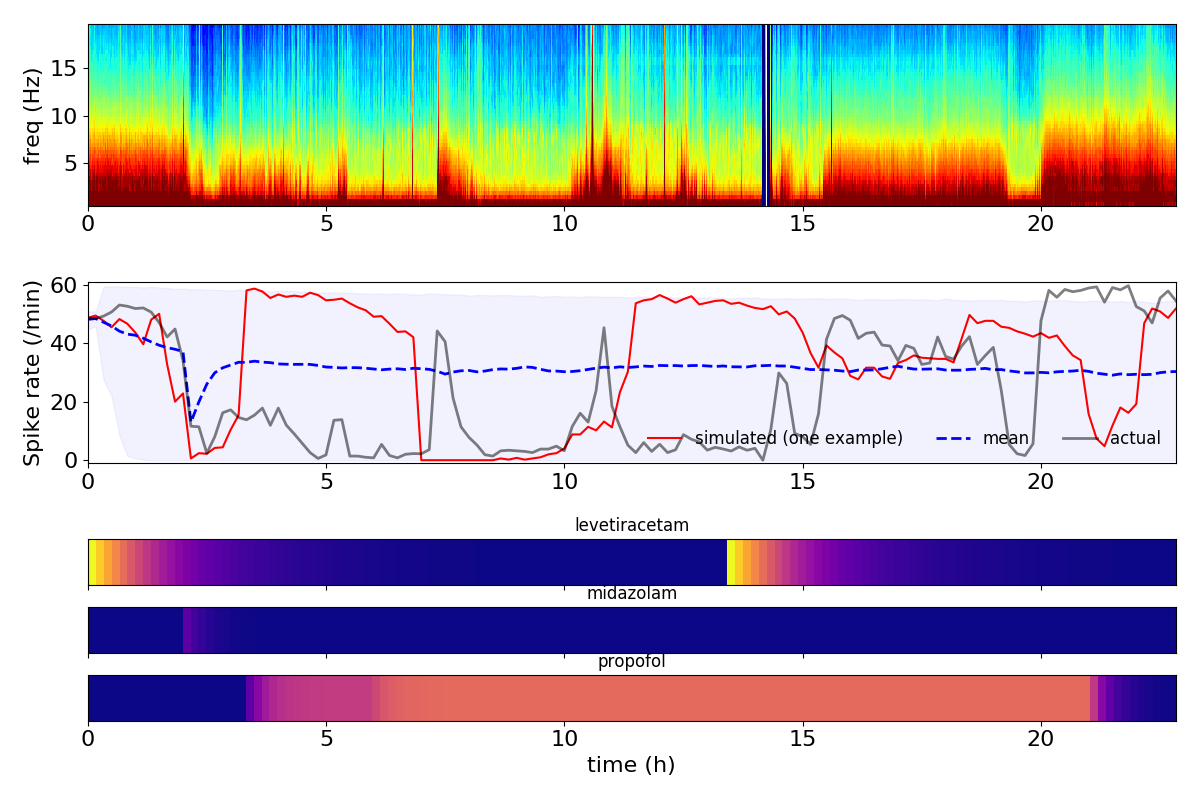 freq (Hz)
15
10
5
0 5 10 15 20
Spike rate (/min)
60
40
20
0
simulated (one example) mean actual
0 5 10 15 20
levetiracetam
midazolam
propofol
0 5 10 15 20
time (h)